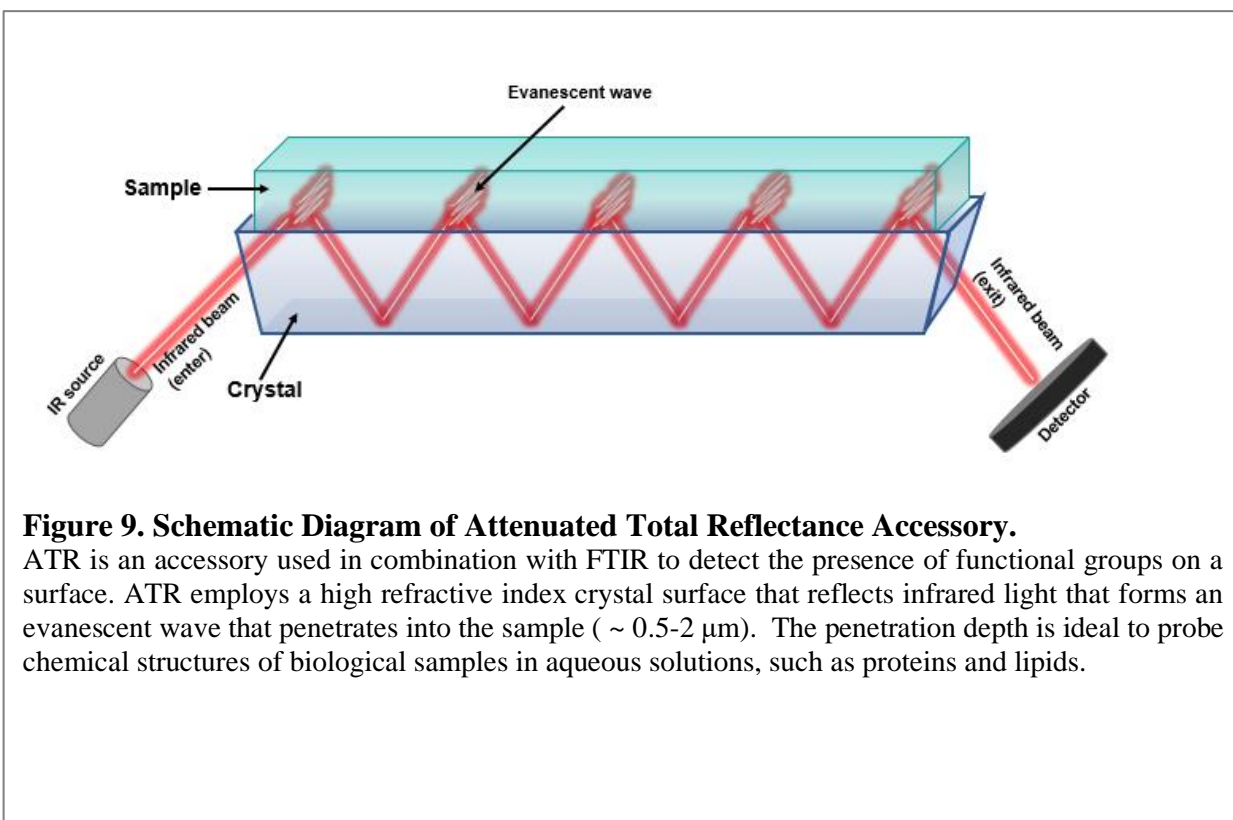 Evanescent wave
Sample
Infrared beam
(enter)
Infrared beam
(exit)
IR source
Crystal
Detector
Figure 9. Schematic Diagram of Attenuated Total Reflectance Accessory.
ATR is an accessory used in combination with FTIR to detect the presence of functional groups on a
surface. ATR employs a high refractive index crystal surface that reflects infrared light that forms an
evanescent wave that penetrates into the sample ( ~ 0.5-2 μm).  The penetration depth is ideal to probe
chemical structures of biological samples in aqueous solutions, such as proteins and lipids.